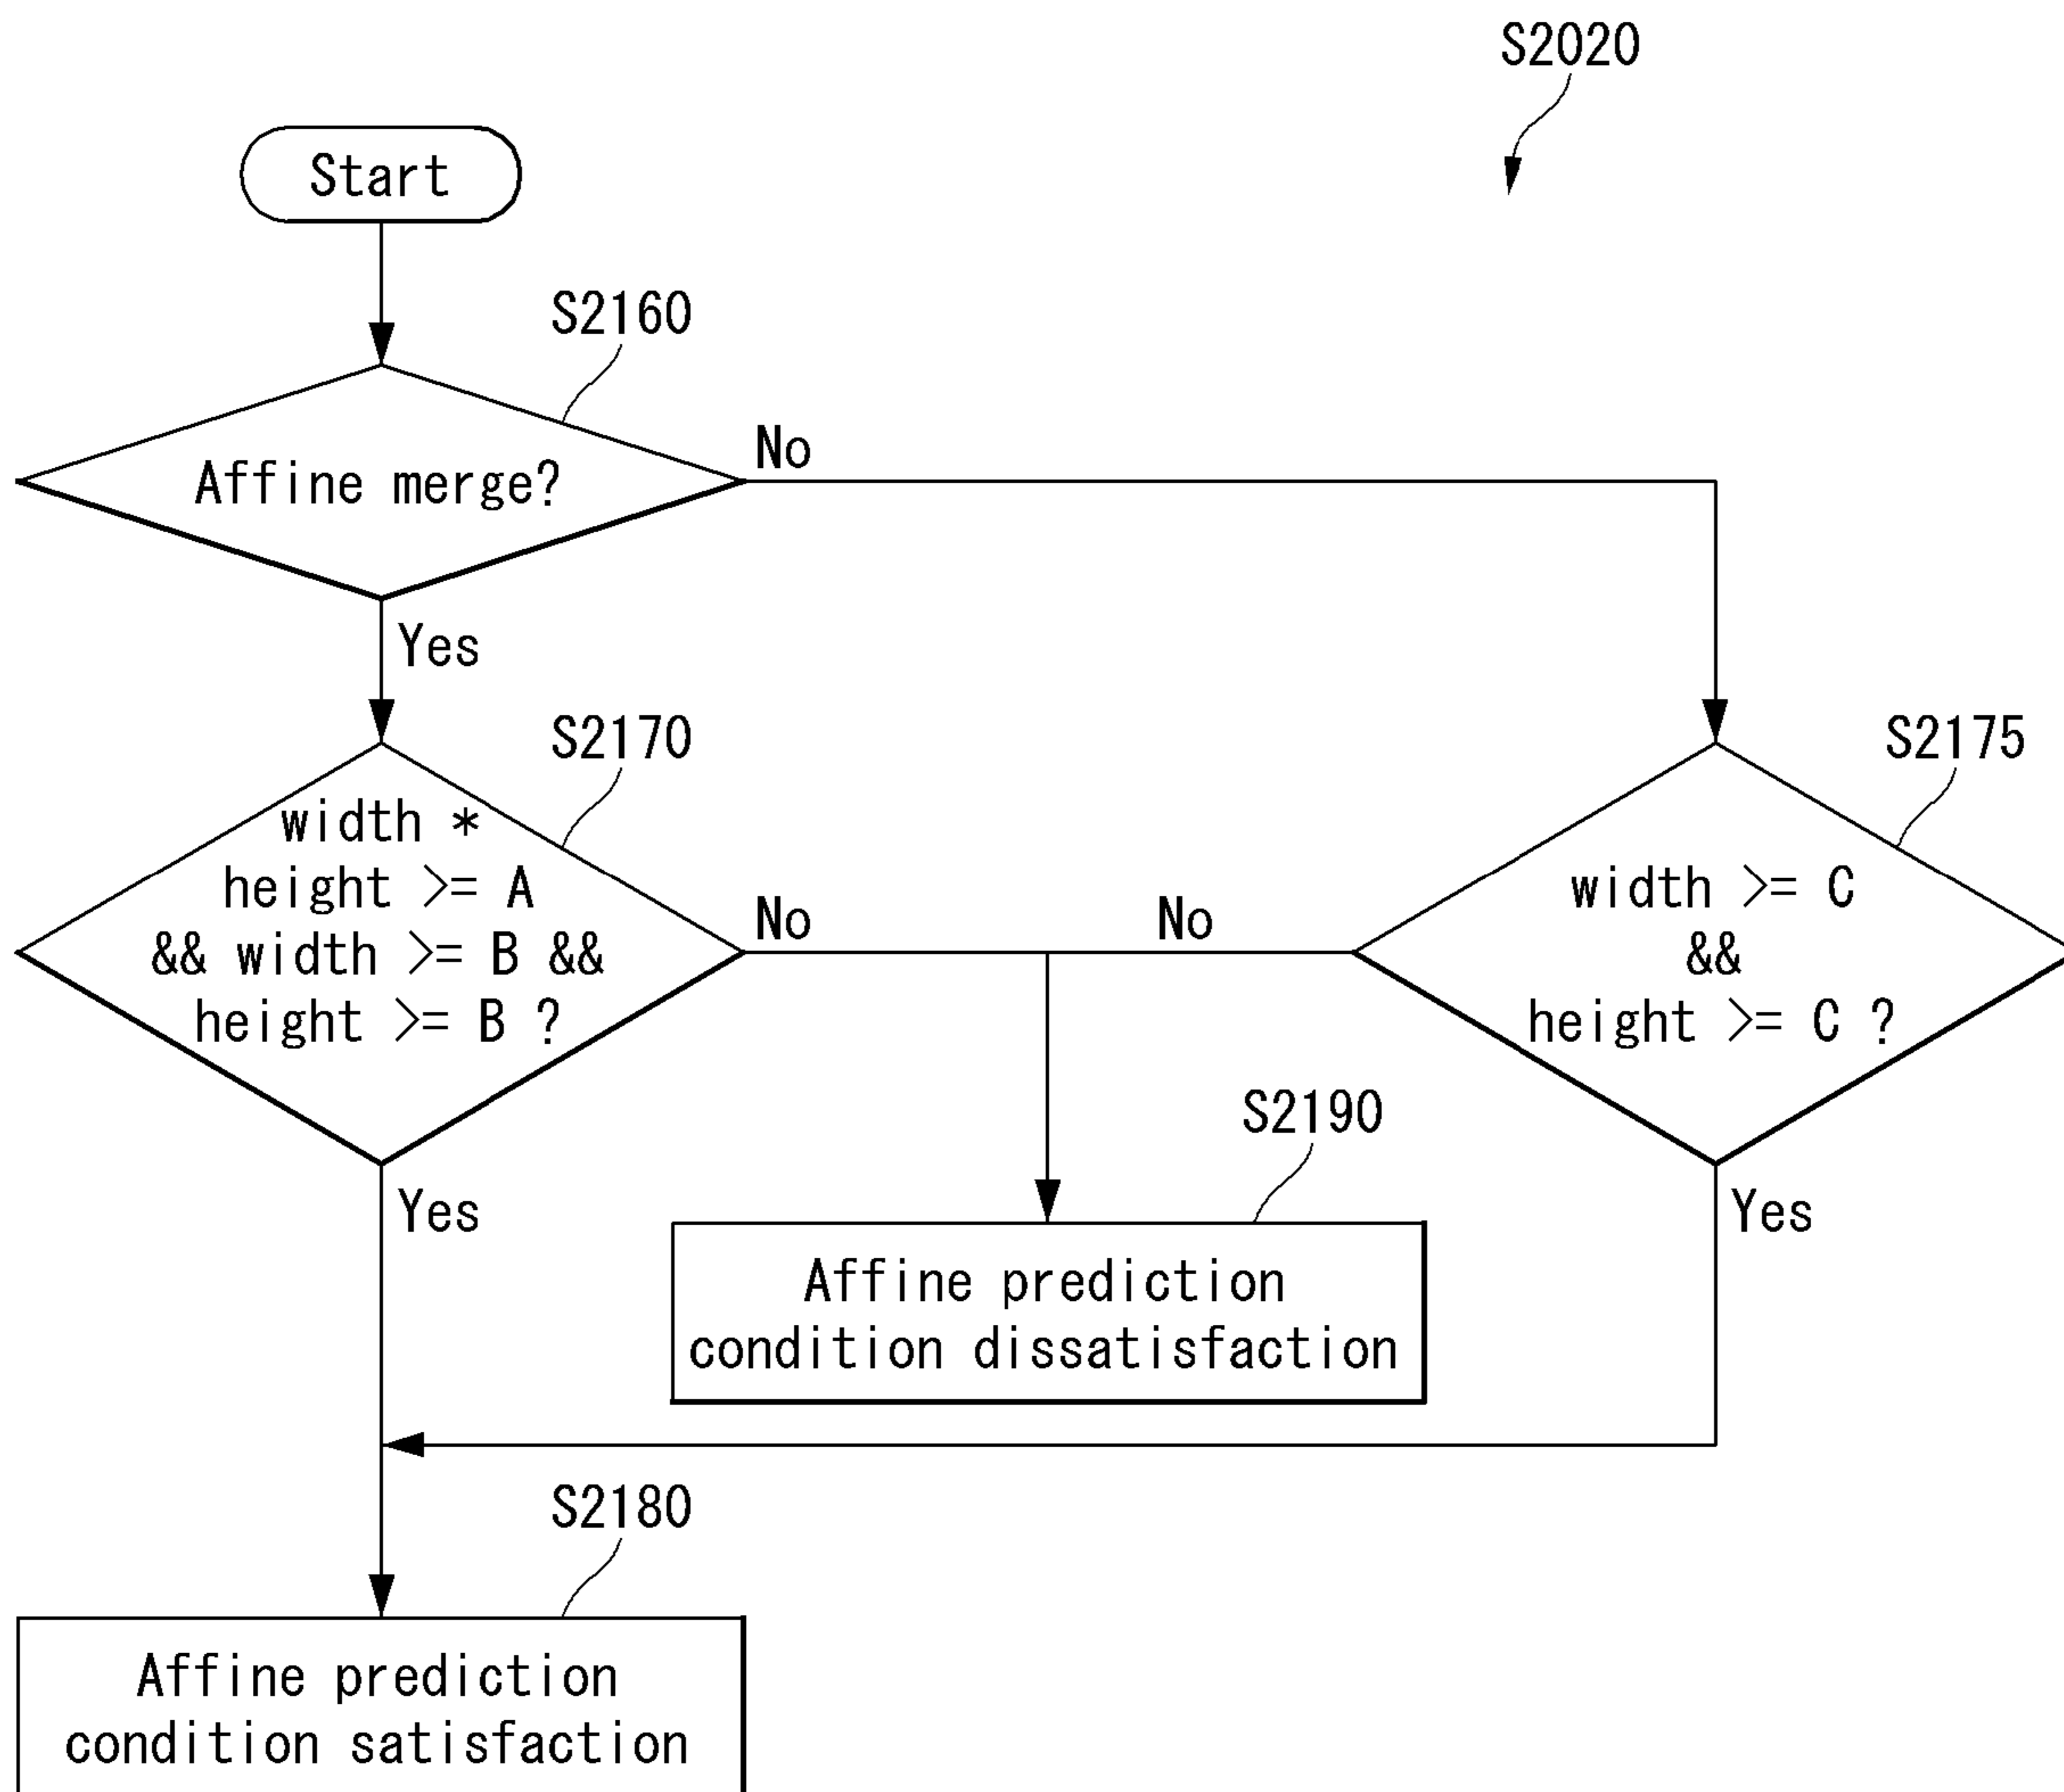 S2020
Start
S2160
Affine merge?
No
Yes
S2170
width *
height >= A
&& width >= B &&
height >= B ?
No
Yes
S2175
width >= C
&&
height >= C ?
No
Yes
S2190
Affine prediction
condition dissatisfaction
S2180
Affine prediction
condition satisfaction